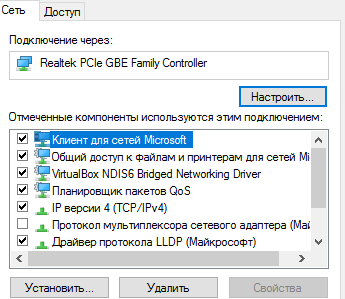 Сеть Доступ
Подключение через:
Realtek PCIe GBE Family Controller
Настроить...
Отмеченные компоненты используются этим подключением:
Клиент для сетей Microsoft
Общий доступ к файлам и принтерам для сетей Mi
VirtualBox NDIS6 Bridged Networking Driver
Планировщик пакетов QoS
IP версии 4 (TCP/IPv4)
Протокол мультиплексора сетевого адаптера (Май
Драйвер протокола LLDP (Майкрософт)
Установить... Удалить Свойства